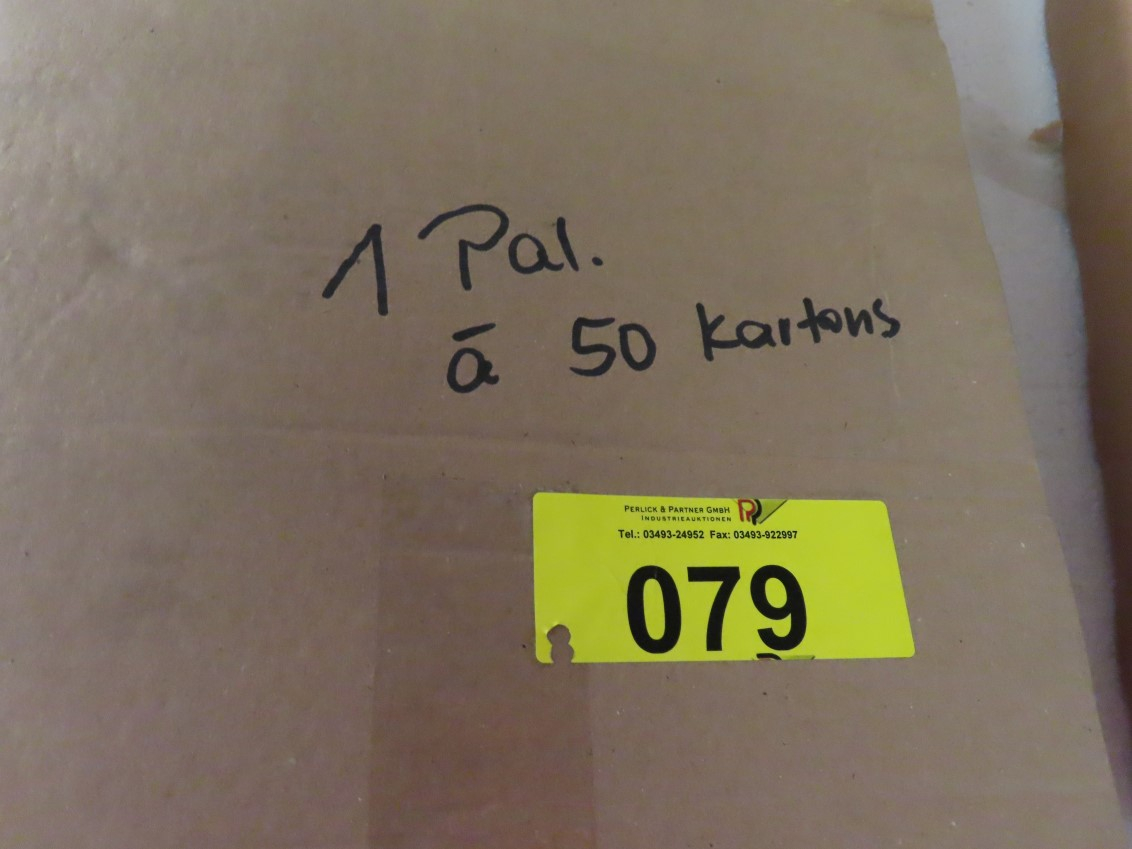 1 Pal.
à 50 Kartons
PERLICK & PARTNER GMBH
INDUSTRIEAUKTIONEN
Tel.: 03493-24952 Fax: 03493-922997
079